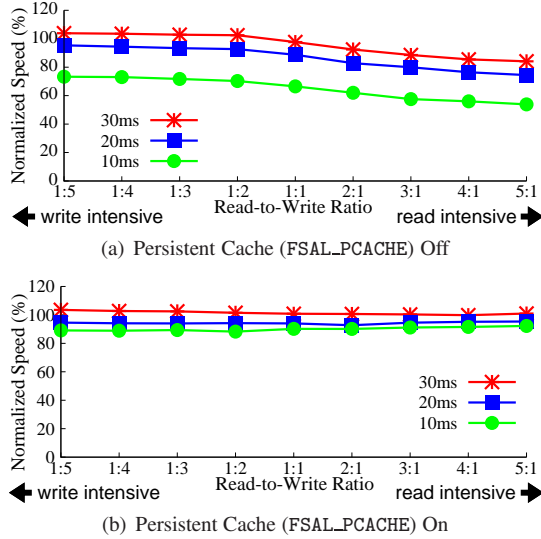 Normalized Speed (%)
120
100
80
60
40
20
0
30ms
20ms
10ms
1:5 1:4 1:3 1:2 1:1 2:1 3:1 4:1 5:1
write intensive Read-to-Write Ratio read intensive
(a) Persistent Cache (FSAL_PCACHE) Off
Normalized Speed (%)
120
100
80
60
40
20
0
30ms
20ms
10ms
1:5 1:4 1:3 1:2 1:1 2:1 3:1 4:1 5:1
write intensive Read-to-Write Ratio read intensive
(b) Persistent Cache (FSAL_PCACHE) On